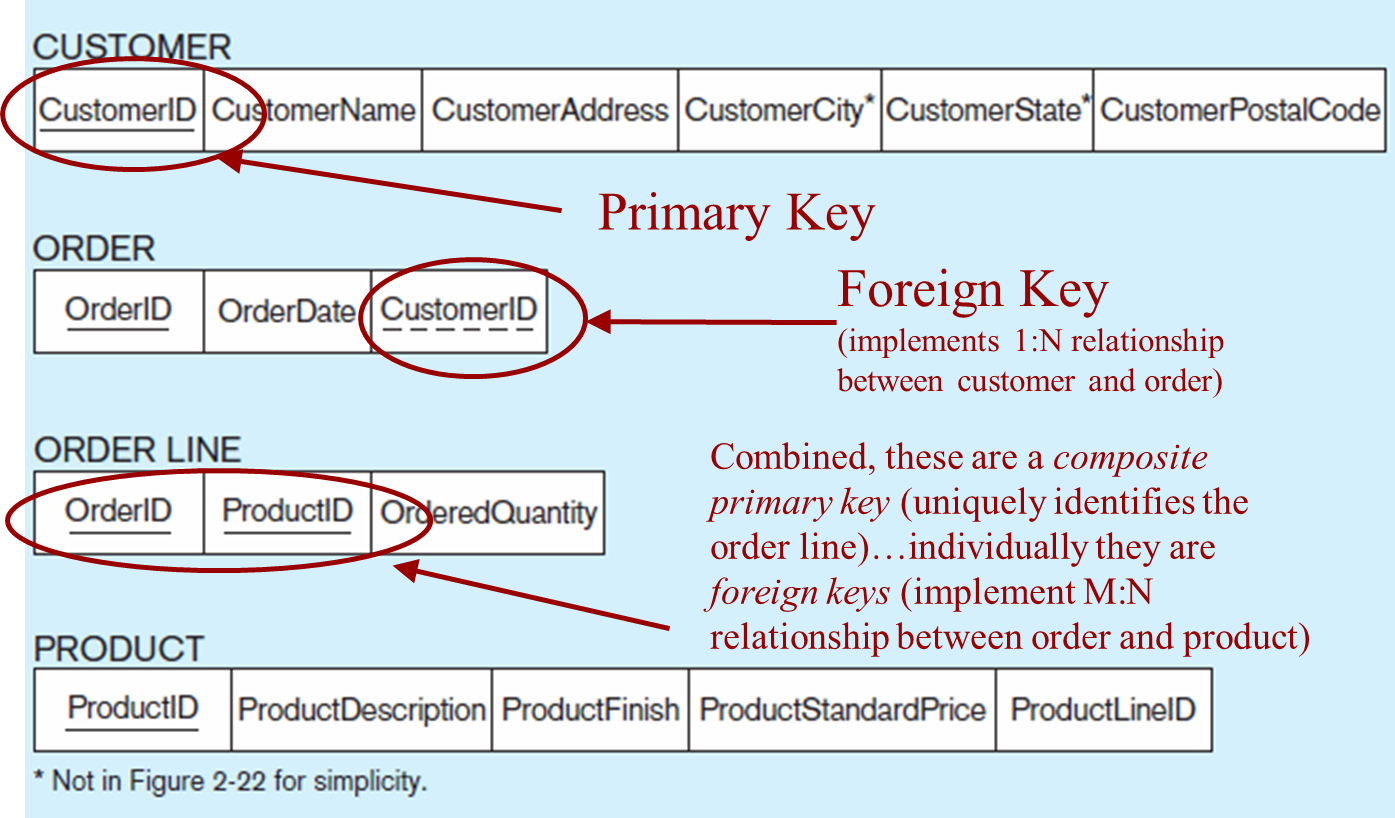 CUSTOMER
CustomerID CustomerName CustomerAddress CustomerCity* CustomerState* CustomerPostalCode
Primary Key
ORDER
OrderID OrderDate CustomerID
Foreign Key
(implements 1:N relationship
between customer and order)
ORDER LINE
OrderID ProductID OrderedQuantity
Combined, these are a composite
primary key (uniquely identifies the
order line)…individually they are
foreign keys (implement M:N
relationship between order and product)
PRODUCT
ProductID ProductDescription ProductFinish ProductStandardPrice ProductLineID
* Not in Figure 2-22 for simplicity.